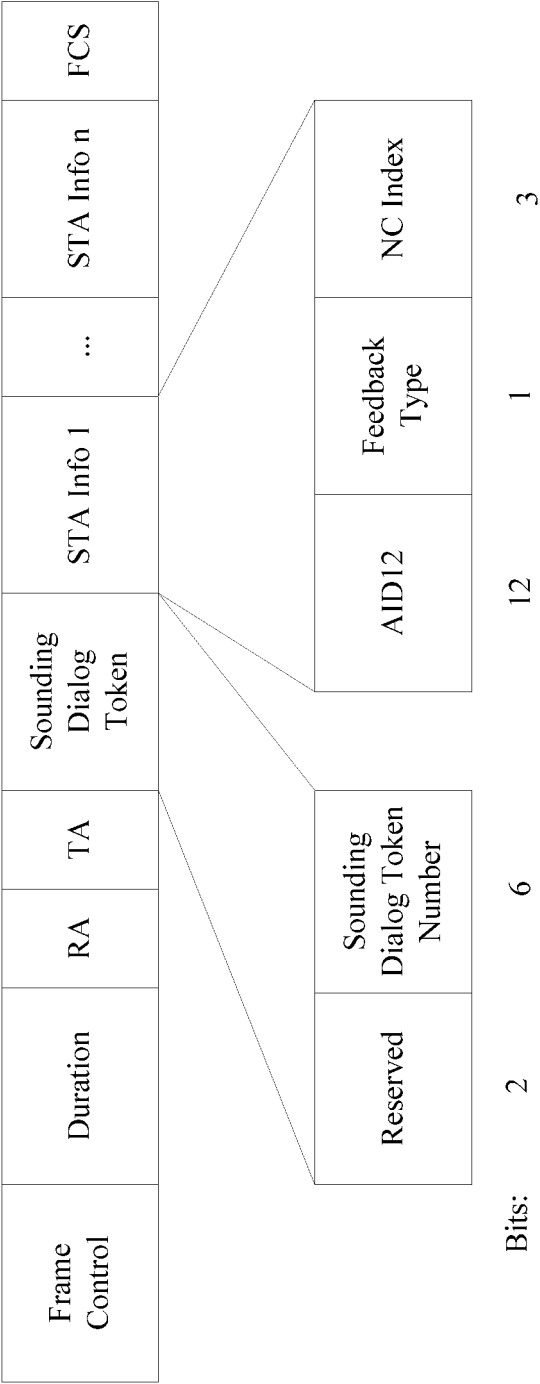 Frame
Control
Duration
RA
TA
Sounding
Dialog
Token
STA Info 1
...
STA Info n
FCS
Reserved
Sounding
Dialog Token
Number
AID12
Feedback
Type
NC Index
Bits:
2
6
12
1
3